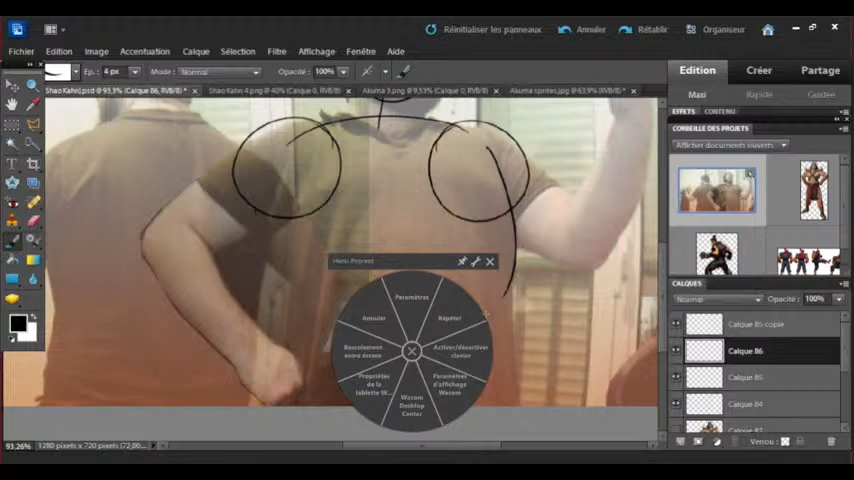 Réinitialiser les panneaux Annuler Rétablir Organiseur
Fichier Edition Image Accentuation Calque Sélection Filtre Affichage Fenêtre Aide
Ep.: 4 px Mode: Normal Opacité: 100%
Shao Kahn).psd @ 93,3% (Calque 86, RVB/8) * Shao Kahn 4.png @ 40% (Calque 0, RVB/8) Akuma 3.png @ 9,53% (Calque 0, RVB/8) Akuma sprites.jpg @ 63,9% (RVB/8) *
Edition Créer Partage
Maxi Rapide Guidée
EFFETS CONTENU
CORBEILLE DES PROJETS
Afficher documents ouverts
Menu Express
Paramètres
Annuler
Répéter
Basculement
entre écrans
Activer/désactiver
clavier
Propriétés
de la
tablette W...
Paramètres
d'affichage
Wacom
Wacom
Desktop
Center
CALQUES
Normal Opacité: 100%
Calque 85 copie
Calque 86
Calque 85
Calque 84
93,26% 1280 pixels x 720 pixels (72,00...
Verrou: